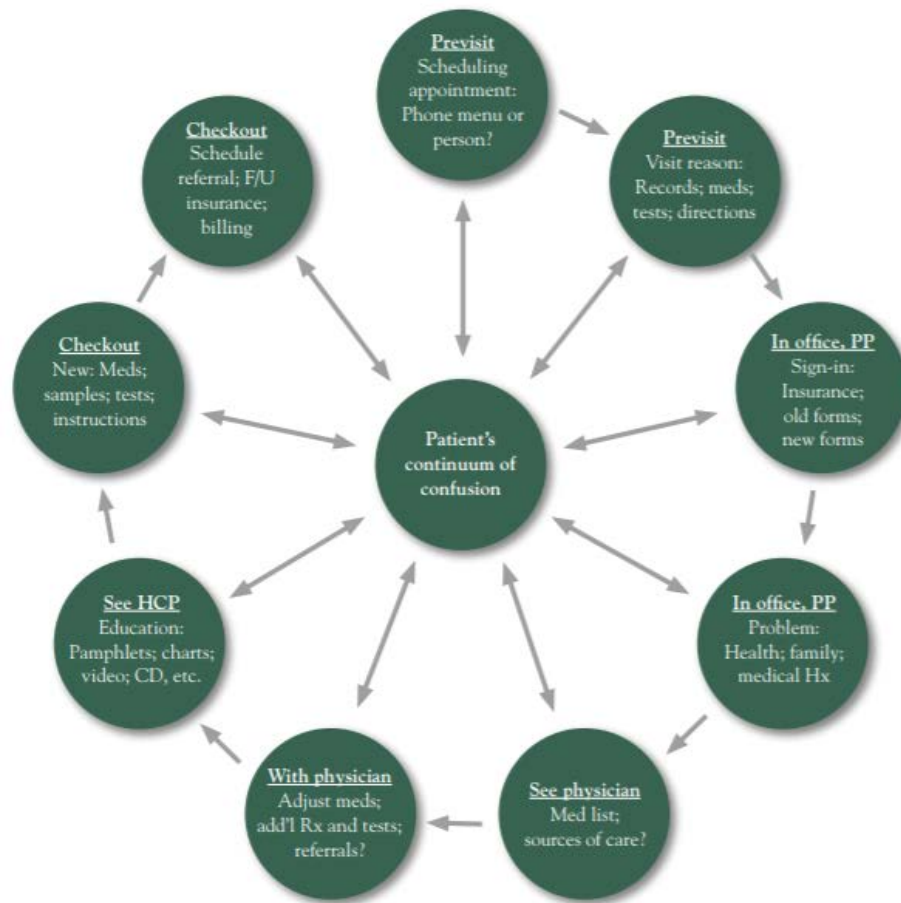 Previsit
Scheduling
appointment:
Phone menu or
person?
Previsit
Visit reason:
Records; meds;
tests; directions
In office, PP
Sign-in:
Insurance;
old forms;
new forms
In office, PP
Problem:
Health; family;
medical Hx
See physician
Med list;
sources of care?
With physician
Adjust meds;
add'l Rx and tests;
referrals?
See HCP
Education:
Pamphlets; charts;
video; CD, etc.
Checkout
New: Meds;
samples; tests;
instructions
Checkout
Schedule
referral; F/U
insurance;
billing
Patient's
continuum of
confusion